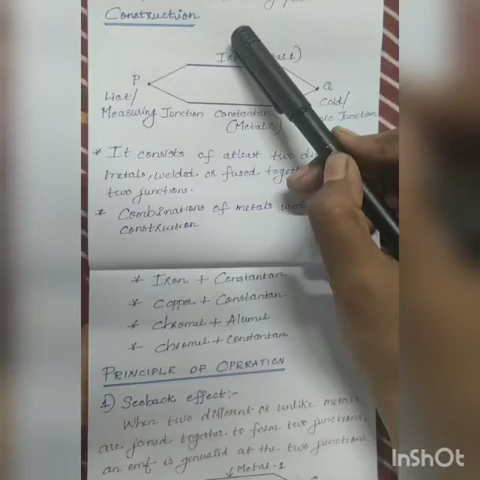 Construction
P
Q
Hot/
Cold/
Measuring Junction
Constantan
Junction
(Metal 2)
* It consists of atleast two
metals, welded or fused together
two junctions.
* Combinations of metals
construction
* Iron + Constantan
* Copper + Constantan
* Chromel + Alumel
* Chromel + Constantan
PRINCIPLE OF OPERATION
1) Seeback effect:-
When two different or unlike metals
are joined together to form two junctions,
an emf is generated at the two junctions
Metal-1
InShOt